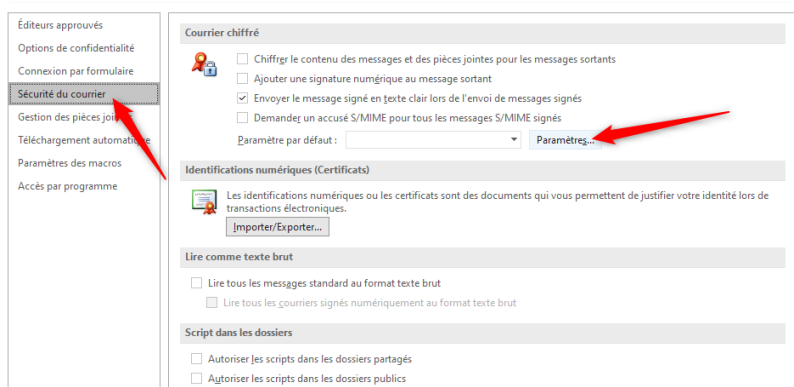 Éditeurs approuvés
Options de confidentialité
Connexion par formulaire
Sécurité du courrier
Gestion des pièces
Téléchargement automatique
Paramètres des macros
Accès par programme
Courrier chiffré
Chiffrer le contenu des messages et des pièces jointes pour les messages sortants
Ajouter une signature numérique au message sortant
Envoyer le message signé en texte clair lors de l'envoi de messages signés
Demander un accusé S/MIME pour tous les messages S/MIME signés
Paramètre par défaut : Paramètres...
Identifications numériques (Certificats)
Les identifications numériques ou les certificats sont des documents qui vous permettent de justifier votre identité lors de
transactions électroniques.
Importer/Exporter...
Lire comme texte brut
Lire tous les messages standard au format texte brut
Lire tous les courriers signés numériquement au format texte brut
Script dans les dossiers
Autoriser les scripts dans les dossiers partagés
Autoriser les scripts dans les dossiers publics